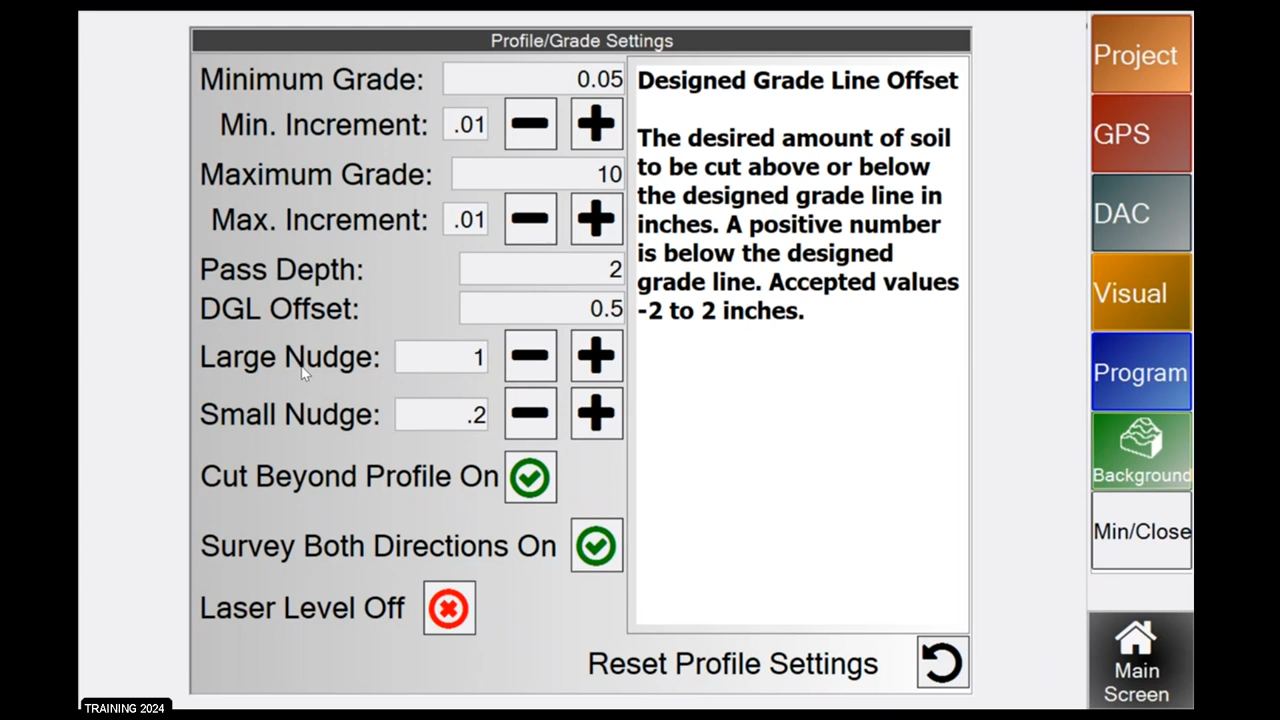 Profile/Grade Settings
Minimum Grade: 0.05
Min. Increment: .01
Maximum Grade: 10
Max. Increment: .01
Pass Depth: 2
DGL Offset: 0.5
Large Nudge: 1
Small Nudge: .2
Cut Beyond Profile On
Survey Both Directions On
Laser Level Off
Designed Grade Line Offset
The desired amount of soil
to be cut above or below
the designed grade line in
inches. A positive number
is below the designed
grade line. Accepted values
-2 to 2 inches.
Reset Profile Settings
Project
GPS
DAC
Visual
Program
Background
Min/Close
Main
Screen
TRAINING 2024